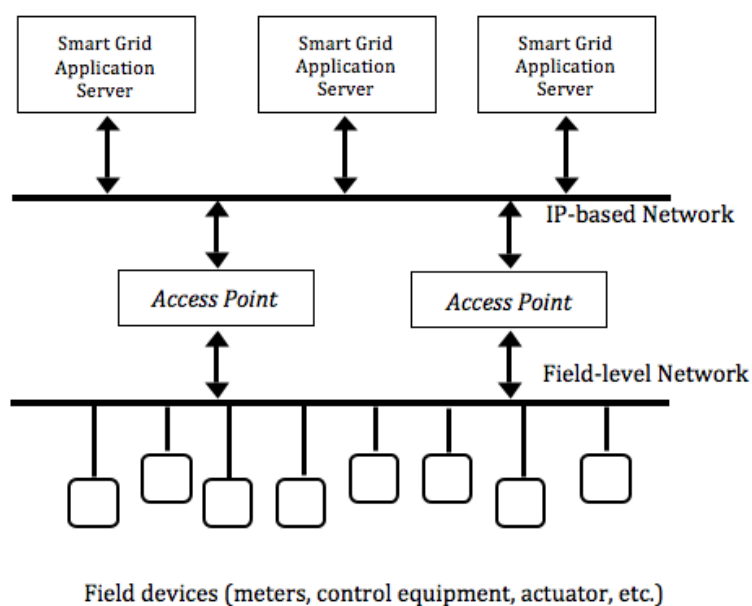 Smart Grid
Application
Server
Smart Grid
Application
Server
Smart Grid
Application
Server
IP-based Network
Access Point
Access Point
Field-level Network
Field devices (meters, control equipment, actuator, etc.)